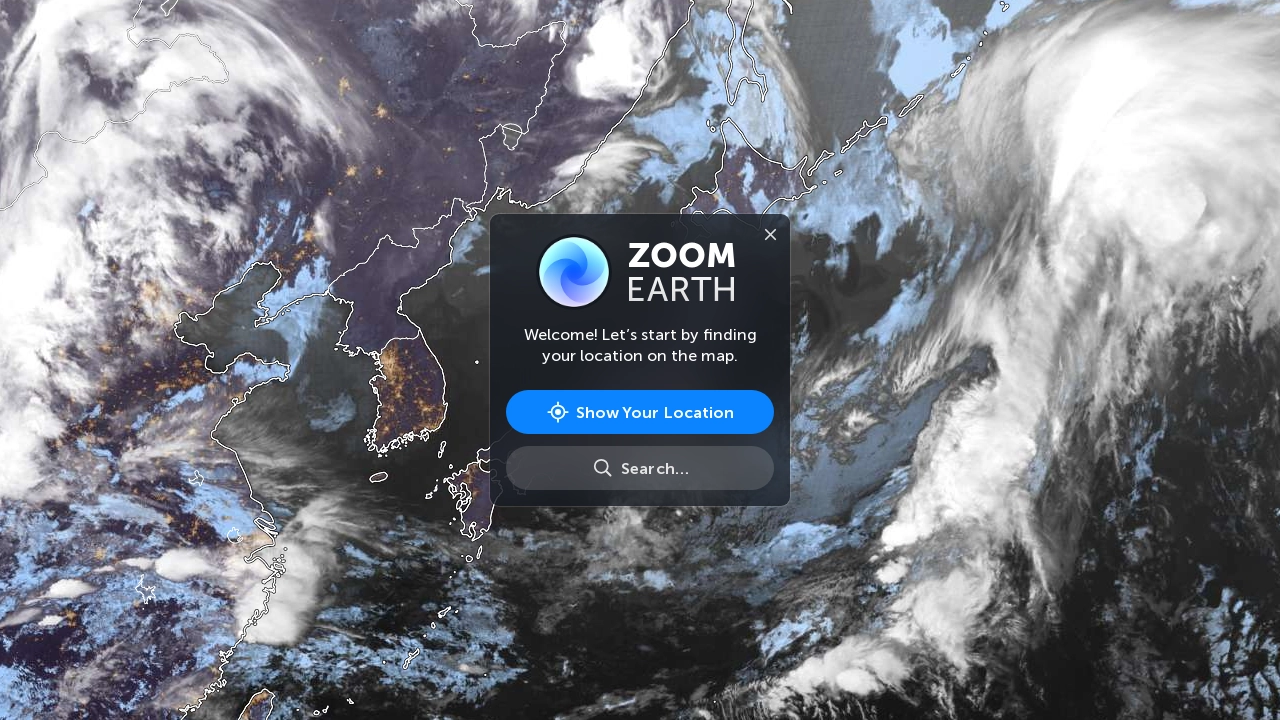 ZOOM
EARTH
Welcome! Let’s start by finding
your location on the map.
Show Your Location
Search...